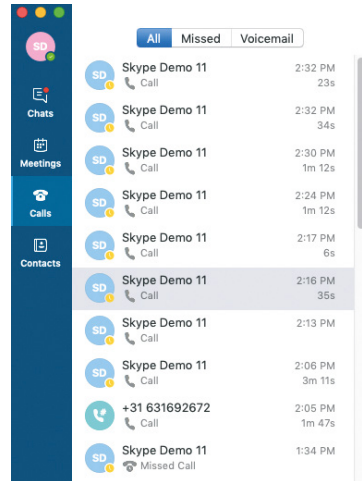 SD
All Missed Voicemail
Chats
Meetings
Calls
Contacts
SD Skype Demo 11 2:32 PM
Call 23s
SD Skype Demo 11 2:32 PM
Call 34s
SD Skype Demo 11 2:30 PM
Call 1m 12s
SD Skype Demo 11 2:24 PM
Call 1m 12s
SD Skype Demo 11 2:17 PM
Call 6s
SD Skype Demo 11 2:16 PM
Call 35s
SD Skype Demo 11 2:13 PM
Call
SD Skype Demo 11 2:06 PM
Call 3m 11s
+31 631692672 2:05 PM
Call 1m 47s
SD Skype Demo 11 1:34 PM
Missed Call